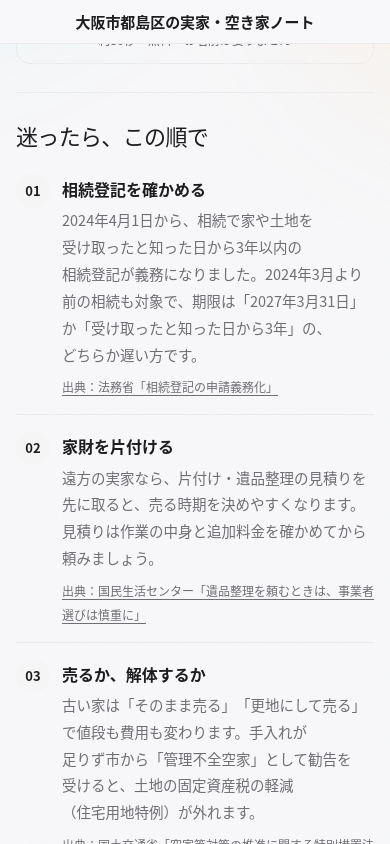 大阪市都島区の実家・空き家ノート
迷ったら、この順で
01
相続登記を確かめる
2024年4月1日から、相続で家や土地を
受け取ったと知った日から3年以内の
相続登記が義務になりました。2024年3月より
前の相続も対象で、期限は「2027年3月31日」
か「受け取ったと知った日から3年」の、
どちらか遅い方です。
出典：法務省「相続登記の申請義務化」
02
家財を片付ける
遠方の実家なら、片付け・遺品整理の見積りを
先に取ると、売る時期を決めやすくなります。
見積りは作業の中身と追加料金を確かめてから
頼みましょう。
出典：国民生活センター「遺品整理を頼むときは、事業者
選びは慎重に」
03
売るか、解体するか
古い家は「そのまま売る」「更地にして売る」
で値段も費用も変わります。手入れが
足りず市から「管理不全空家」として勧告を
受けると、土地の固定資産税の軽減
（住宅用地特例）が外れます。